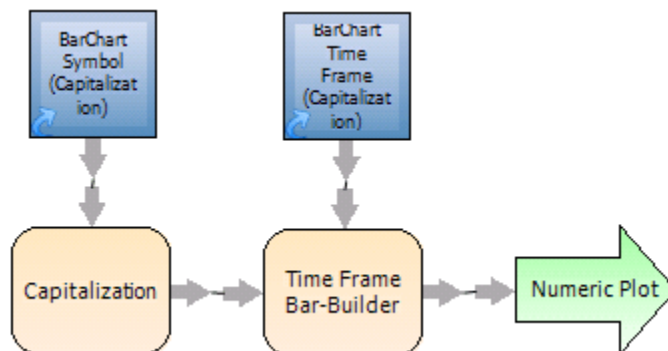 BarChart
Symbol
(Capitalizat
ion)
BarChart
Time
Frame
(Capitalizat
ion)
Capitalization
Time Frame
Bar-Builder
Numeric Plot